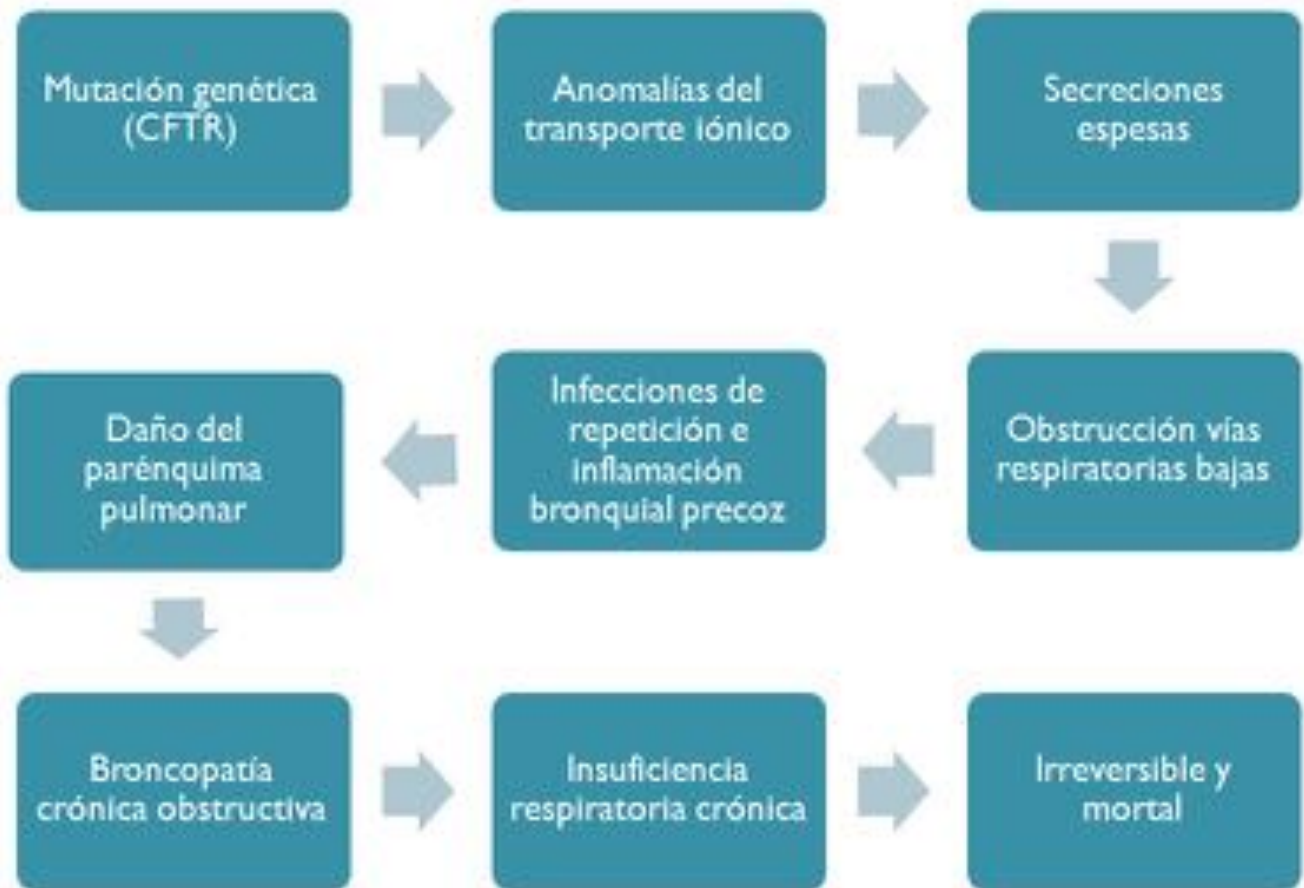 Mutación genética
(CFTR)
Anomalías del
transporte iónico
Secreciones
espesas
Obstrucción vías
respiratorias bajas
Infecciones de
repetición e
inflamación
bronquial precoz
Daño del
parénquima
pulmonar
Broncopatía
crónica obstructiva
Insuficiencia
respiratoria crónica
Irreversible y
mortal